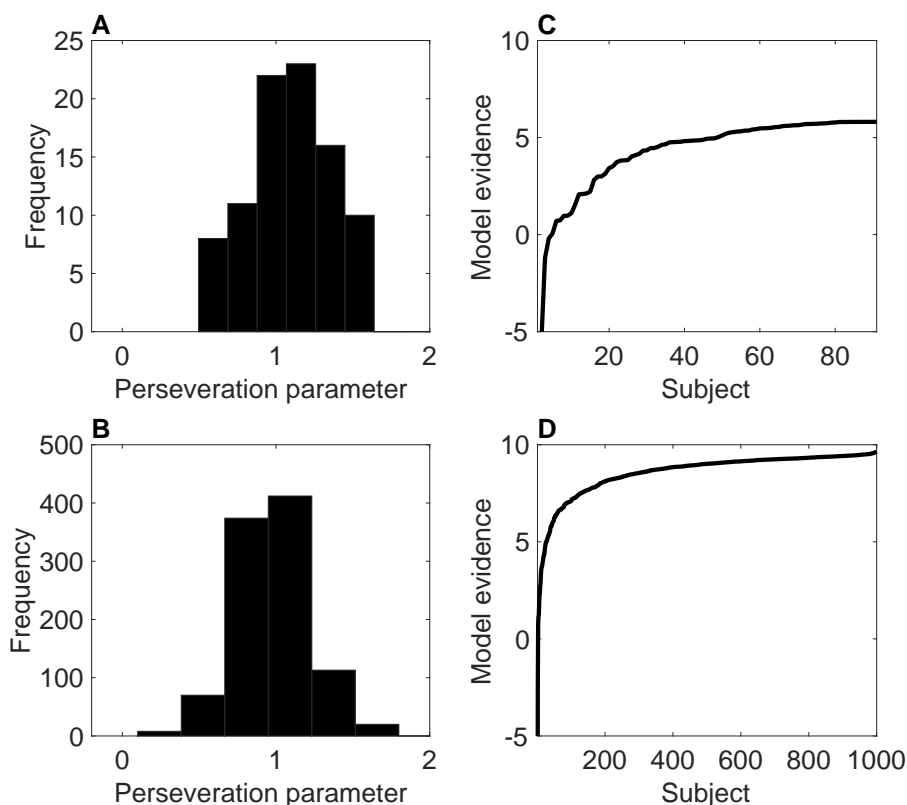 A
25
20
15
10
5
0
Frequency
0 1 2
Perseveration parameter
C
10
5
0
-5
Model evidence
20 40 60 80
Subject
B
500
400
300
200
100
0
Frequency
0 1 2
Perseveration parameter
D
10
5
0
-5
Model evidence
200 400 600 800 1000
Subject